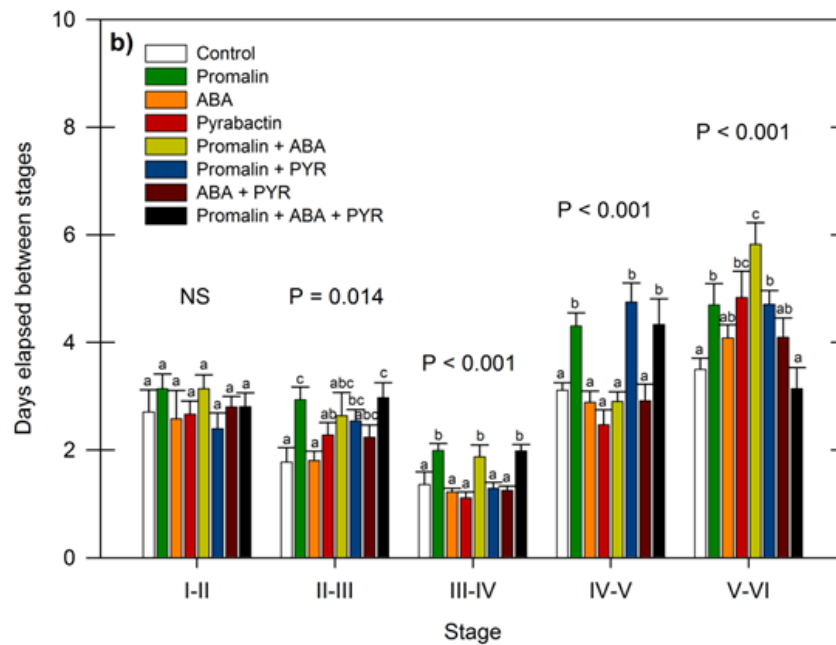 b)
Control
Promalin
ABA
Pyrabactin
Promalin + ABA
Promalin + PYR
ABA + PYR
Promalin + ABA + PYR
Days elapsed between stages
10
8
6
4
2
0
NS
P = 0.014
P < 0.001
P < 0.001
P < 0.001
a a a a a a a a
a c a ab abc bc abc c
a b a a b a a b
a b a a a b a b
a b ab bc c b ab a
I-II II-III III-IV IV-V V-VI
Stage